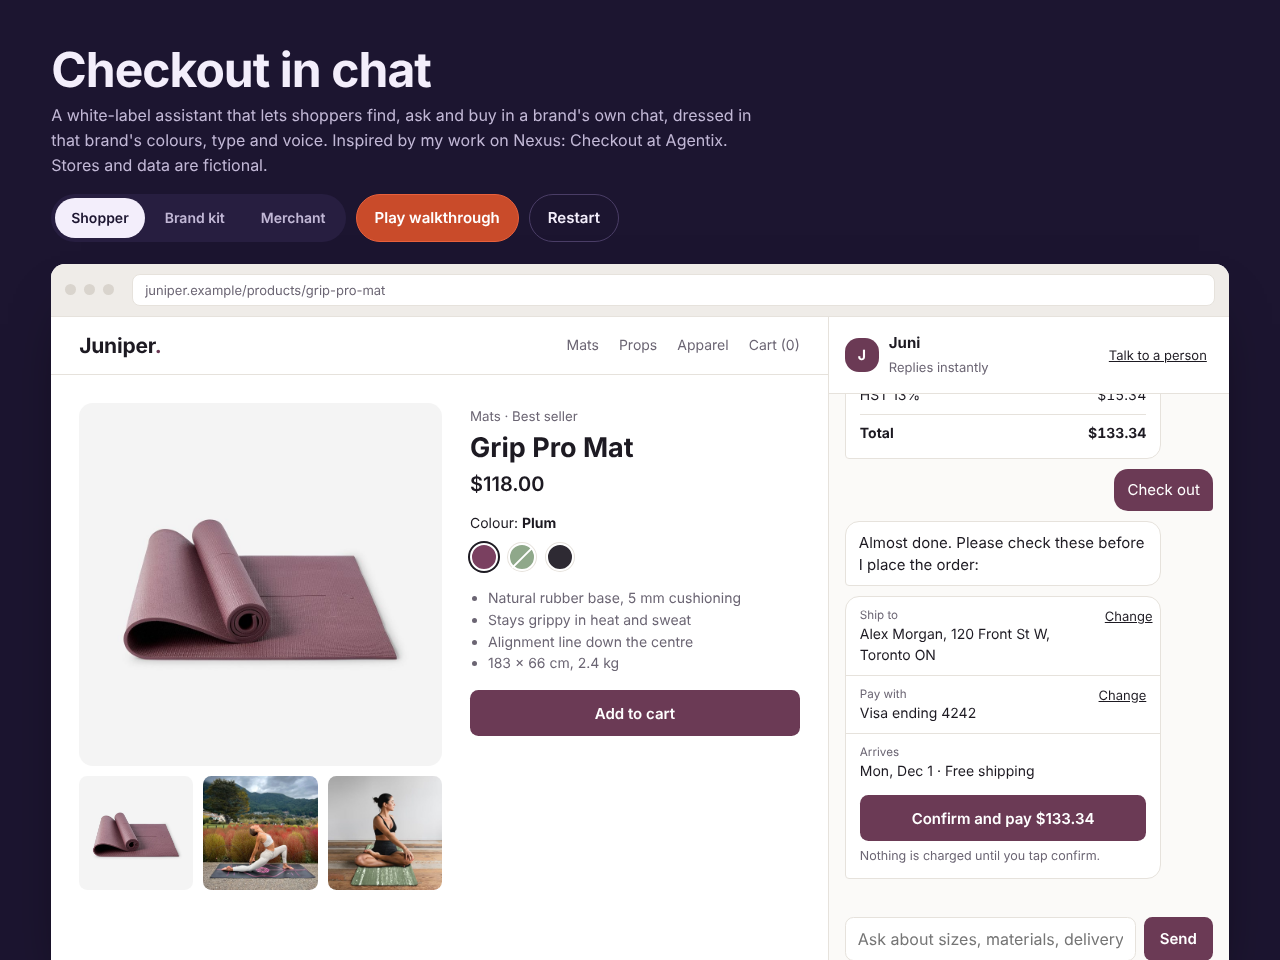 Checkout in chat
A white-label assistant that lets shoppers find, ask and buy in a brand's own chat, dressed in
that brand's colours, type and voice. Inspired by my work on Nexus: Checkout at Agentix.
Stores and data are fictional.
Shopper
Brand kit
Merchant
Play walkthrough
Restart
juniper.example/products/grip-pro-mat
Juniper.
Mats
Props
Apparel
Cart (0)
Mats · Best seller
Grip Pro Mat
$118.00
Colour: Plum
• Natural rubber base, 5 mm cushioning
• Stays grippy in heat and sweat
• Alignment line down the centre
• 183 × 66 cm, 2.4 kg
Add to cart
J
Juni
Replies instantly
Talk to a person
HST 13% $15.34
Total $133.34
Check out
Almost done. Please check these before
I place the order:
Ship to
Change
Alex Morgan, 120 Front St W,
Toronto ON
Pay with
Change
Visa ending 4242
Arrives
Mon, Dec 1 · Free shipping
Confirm and pay $133.34
Nothing is charged until you tap confirm.
Ask about sizes, materials, delivery
Send